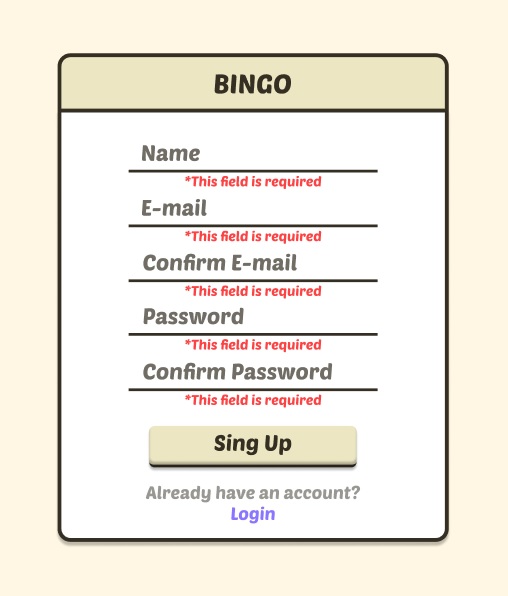 BINGO
Name
*This field is required
E-mail
*This field is required
Confirm E-mail
*This field is required
Password
*This field is required
Confirm Password
*This field is required
Sing Up
Already have an account?
Login